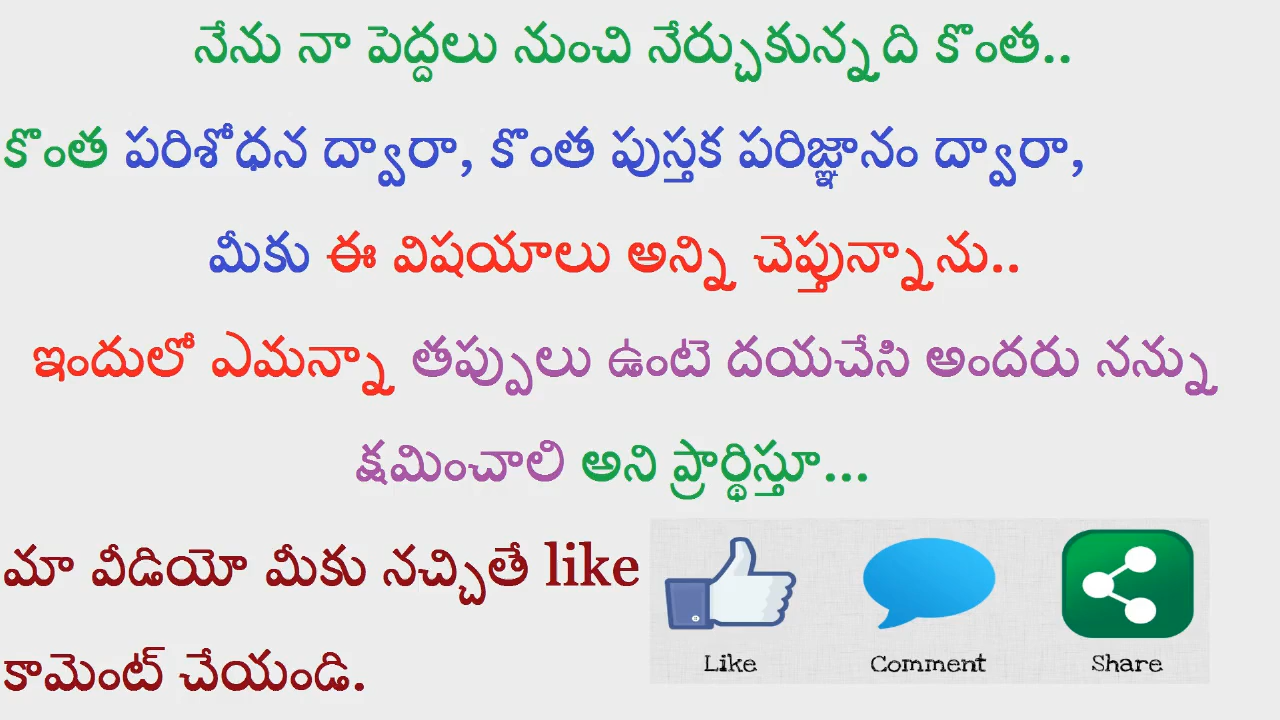 నేను నా పెద్దలు నుంచి నేర్చుకున్నది కొంత..
కొంత పరిశోధన ద్వారా, కొంత పుస్తక పరిజ్ఞానం ద్వారా,
మీకు ఈ విషయాలు అన్ని చెప్తున్నాను..
ఇందులో ఎమన్నా తప్పులు ఉంటె దయచేసి అందరు నన్ను
క్షమించాలి అని ప్రార్థిస్తూ...
మా వీడియో మీకు నచ్చితే like
కామెంట్ చేయండి.
Like Comment Share